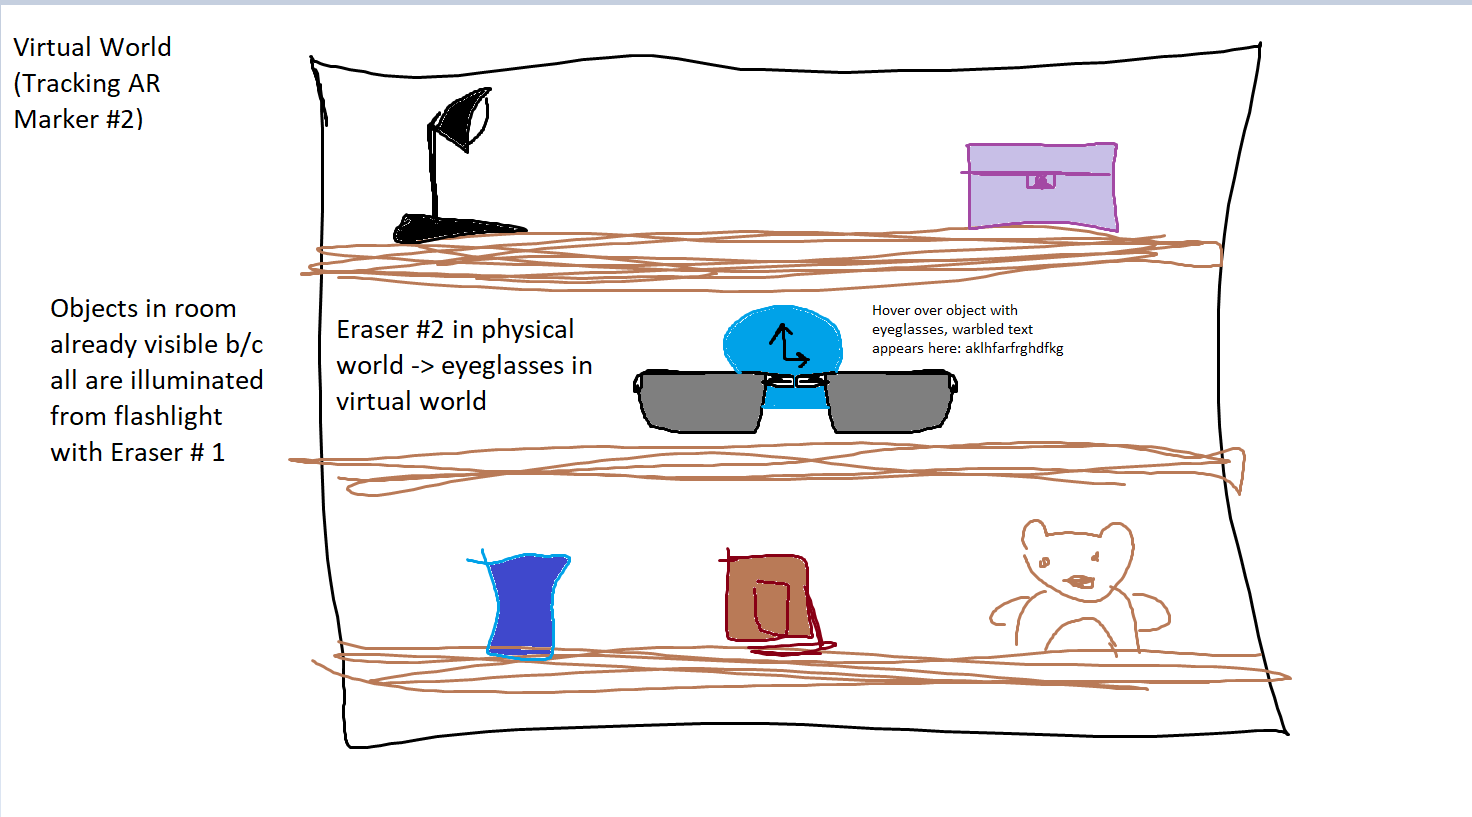 Virtual World
(Tracking AR
Marker #2)
Objects in room
already visible b/c
all are illuminated
from flashlight
with Eraser # 1
Eraser #2 in physical
world -> eyeglasses in
virtual world
Hover over object with
eyeglasses, warbled text
appears here: aklhfarfrghdfkg